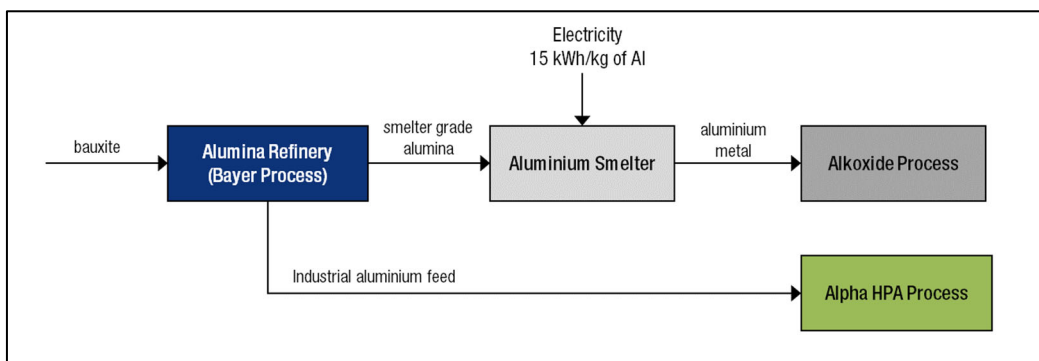 Electricity
15 kWh/kg of Al
bauxite
Alumina Refinery
(Bayer Process)
smelter grade
alumina
Aluminium Smelter
aluminium
metal
Alkoxide Process
Industrial aluminium feed
Alpha HPA Process